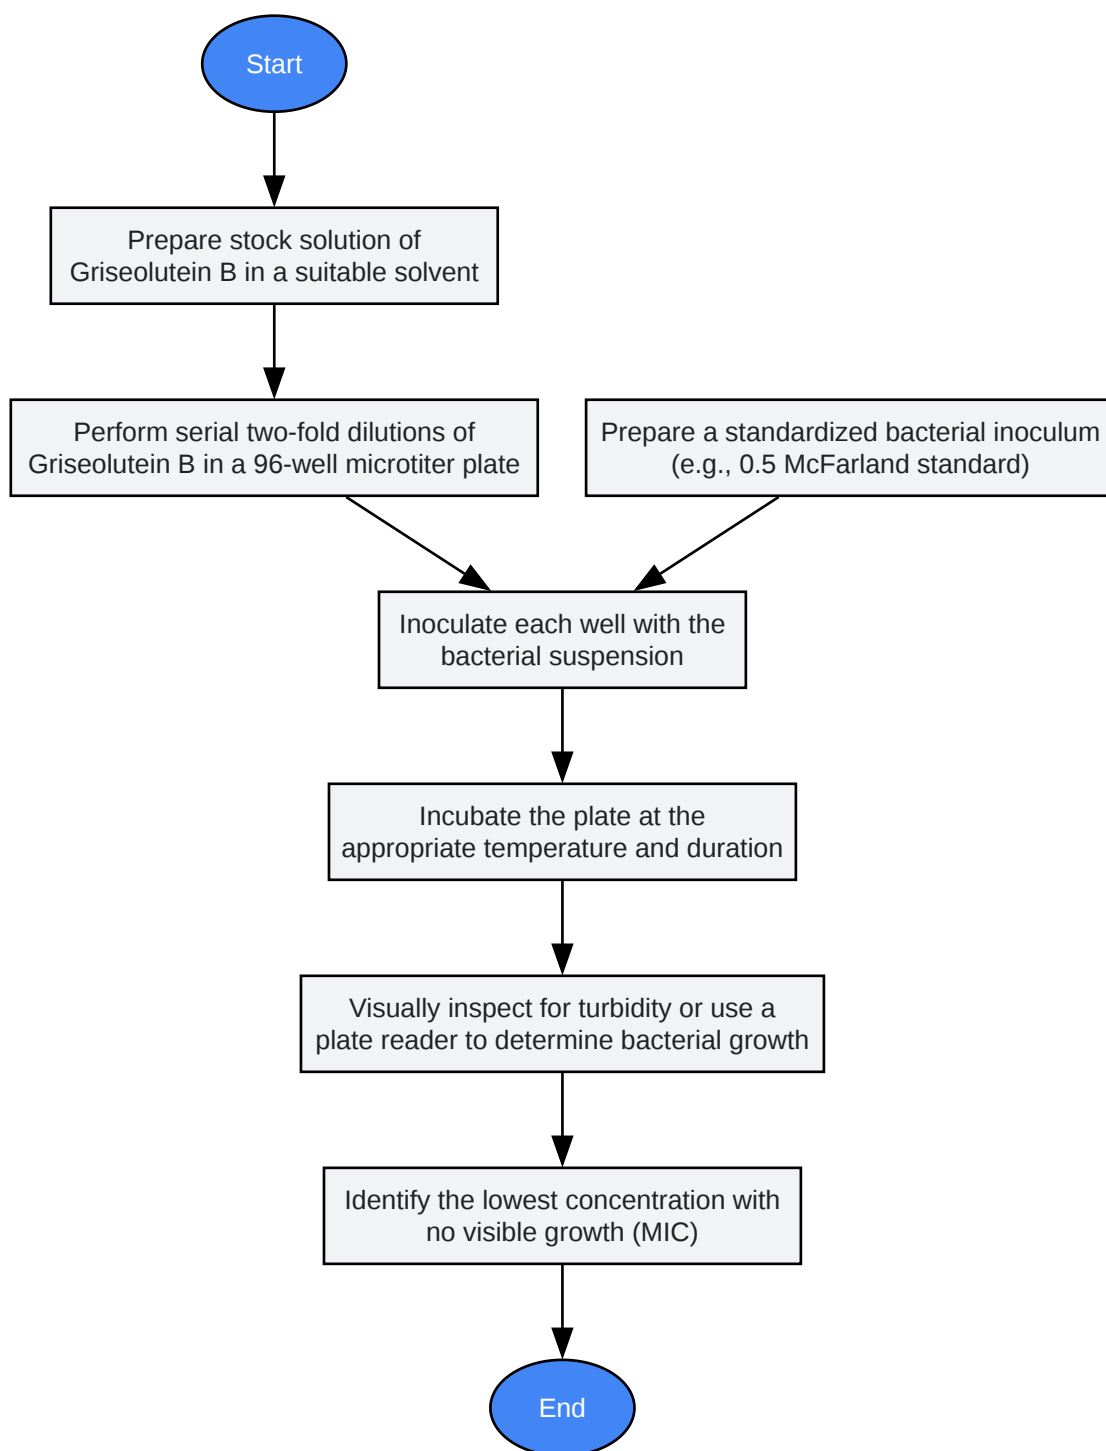 Start
Prepare stock solution of
Griseolutein B in a suitable solvent
Perform serial two-fold dilutions of
Griseolutein B in a 96-well microtiter plate
Prepare a standardized bacterial inoculum
(e.g., 0.5 McFarland standard)
Inoculate each well with the
bacterial suspension
Incubate the plate at the
appropriate temperature and duration
Visually inspect for turbidity or use a
plate reader to determine bacterial growth
Identify the lowest concentration with
no visible growth (MIC)
End